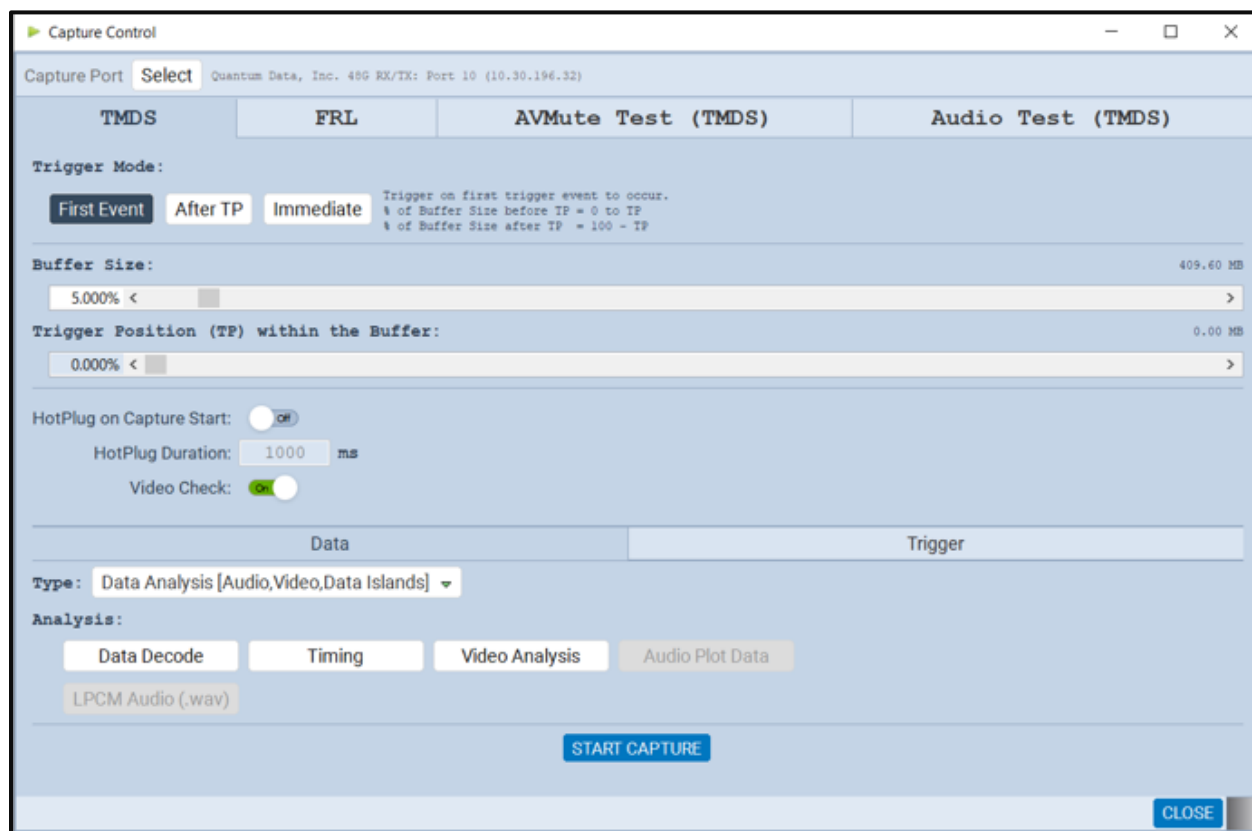 Capture Control
Capture Port Select Quantum Data, Inc. 48G RX/TX: Port 10 (10.30.196.32)
TMDS FRL AVMute Test (TMDS) Audio Test (TMDS)
Trigger Mode:
First Event After TP Immediate
Trigger on first trigger event to occur.
% of Buffer Size before TP = 0 to TP
% of Buffer Size after TP = 100 - TP
Buffer Size: 409.60 MB
5.000% < >
Trigger Position (TP) within the Buffer: 0.00 MB
0.000% < >
HotPlug on Capture Start: Off
HotPlug Duration: 1000 ms
Video Check: On
Data Trigger
Type: Data Analysis [Audio,Video,Data Islands]
Analysis:
Data Decode Timing Video Analysis Audio Plot Data
LPCM Audio (.wav)
START CAPTURE
CLOSE